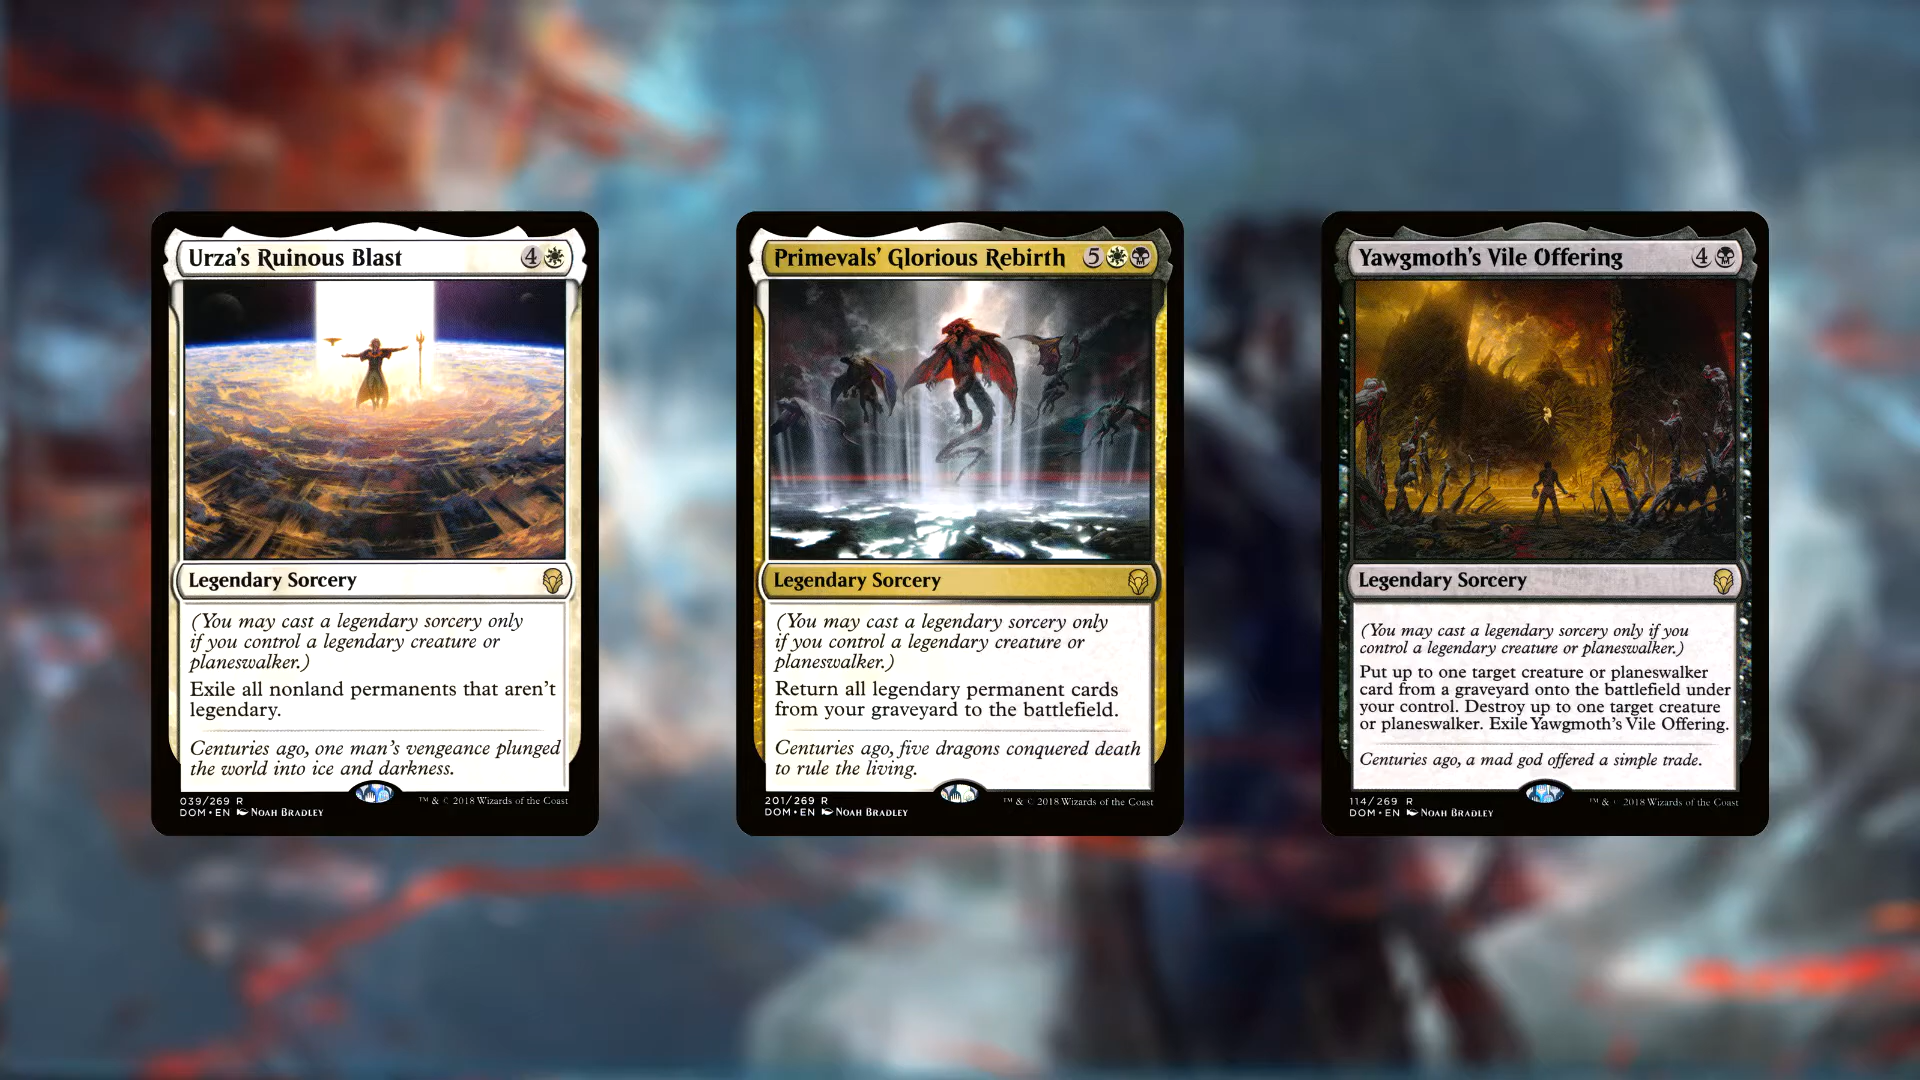 Urza's Ruinous Blast 4
Legendary Sorcery
(You may cast a legendary sorcery only
if you control a legendary creature or
planeswalker.)
Exile all nonland permanents that aren't
legendary.
Centuries ago, one man's vengeance plunged
the world into ice and darkness.
039/269 R
DOM • EN Noah Bradley
™ & © 2018 Wizards of the Coast
Primevals' Glorious Rebirth 5
Legendary Sorcery
(You may cast a legendary sorcery only
if you control a legendary creature or
planeswalker.)
Return all legendary permanent cards
from your graveyard to the battlefield.
Centuries ago, five dragons conquered death
to rule the living.
201/269 R
DOM • EN Noah Bradley
™ & © 2018 Wizards of the Coast
Yawgmoth's Vile Offering 4
Legendary Sorcery
(You may cast a legendary sorcery only if you
control a legendary creature or planeswalker.)
Put up to one target creature or planeswalker
card from a graveyard onto the battlefield under
your control. Destroy up to one target creature
or planeswalker. Exile Yawgmoth's Vile Offering.
Centuries ago, a mad god offered a simple trade.
114/269 R
DOM • EN Noah Bradley
™ & © 2018 Wizards of the Coast